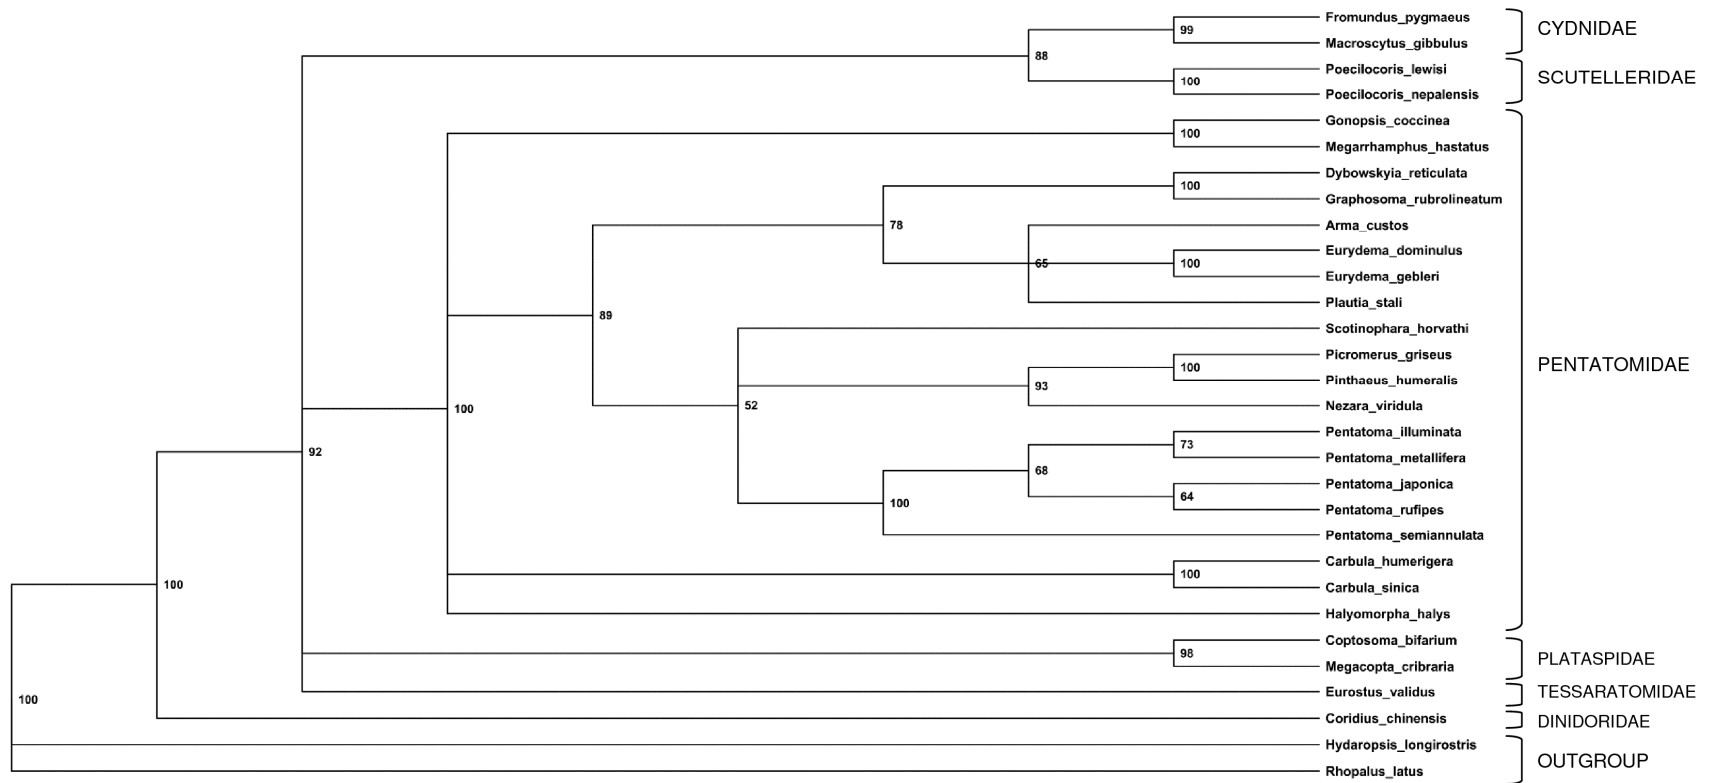 Fromundus_pygmaeus
99
CYDNIDAE
Macroscytus_gibbulus
88
Poecilocoris_lewisi
100
SCUTELLERIDAE
Poecilocoris_nepalensis
Gonopsis_coccinea
100
Megarrhamphus_hastatus
Dybowskyia_reticulata
100
Graphosoma_rubrolineatum
78
Arma_custos
Eurydema_dominulus
65
100
Eurydema_gebleri
Plautia_stali
89
Scotinophara_horvathi
Picromerus_griseus
100
PENTATOMIDAE
Pinthaeus_humeralis
93
52
Nezara_viridula
100
Pentatoma_illuminata
73
92
Pentatoma_metallifera
68
Pentatoma_japonica
64
100
Pentatoma_rufipes
Pentatoma_semiannulata
Carbula_humerigera
100
100
Carbula_sinica
Halyomorpha_halys
Coptosoma_bifarium
98
PLATASPIDAE
Megacopta_cribraria
Eurostus_validus
TESSARATOMIDAE
100
Coridius_chinensis
DINIDORIDAE
Hydaropsis_longirostris
OUTGROUP
Rhopalus_latus